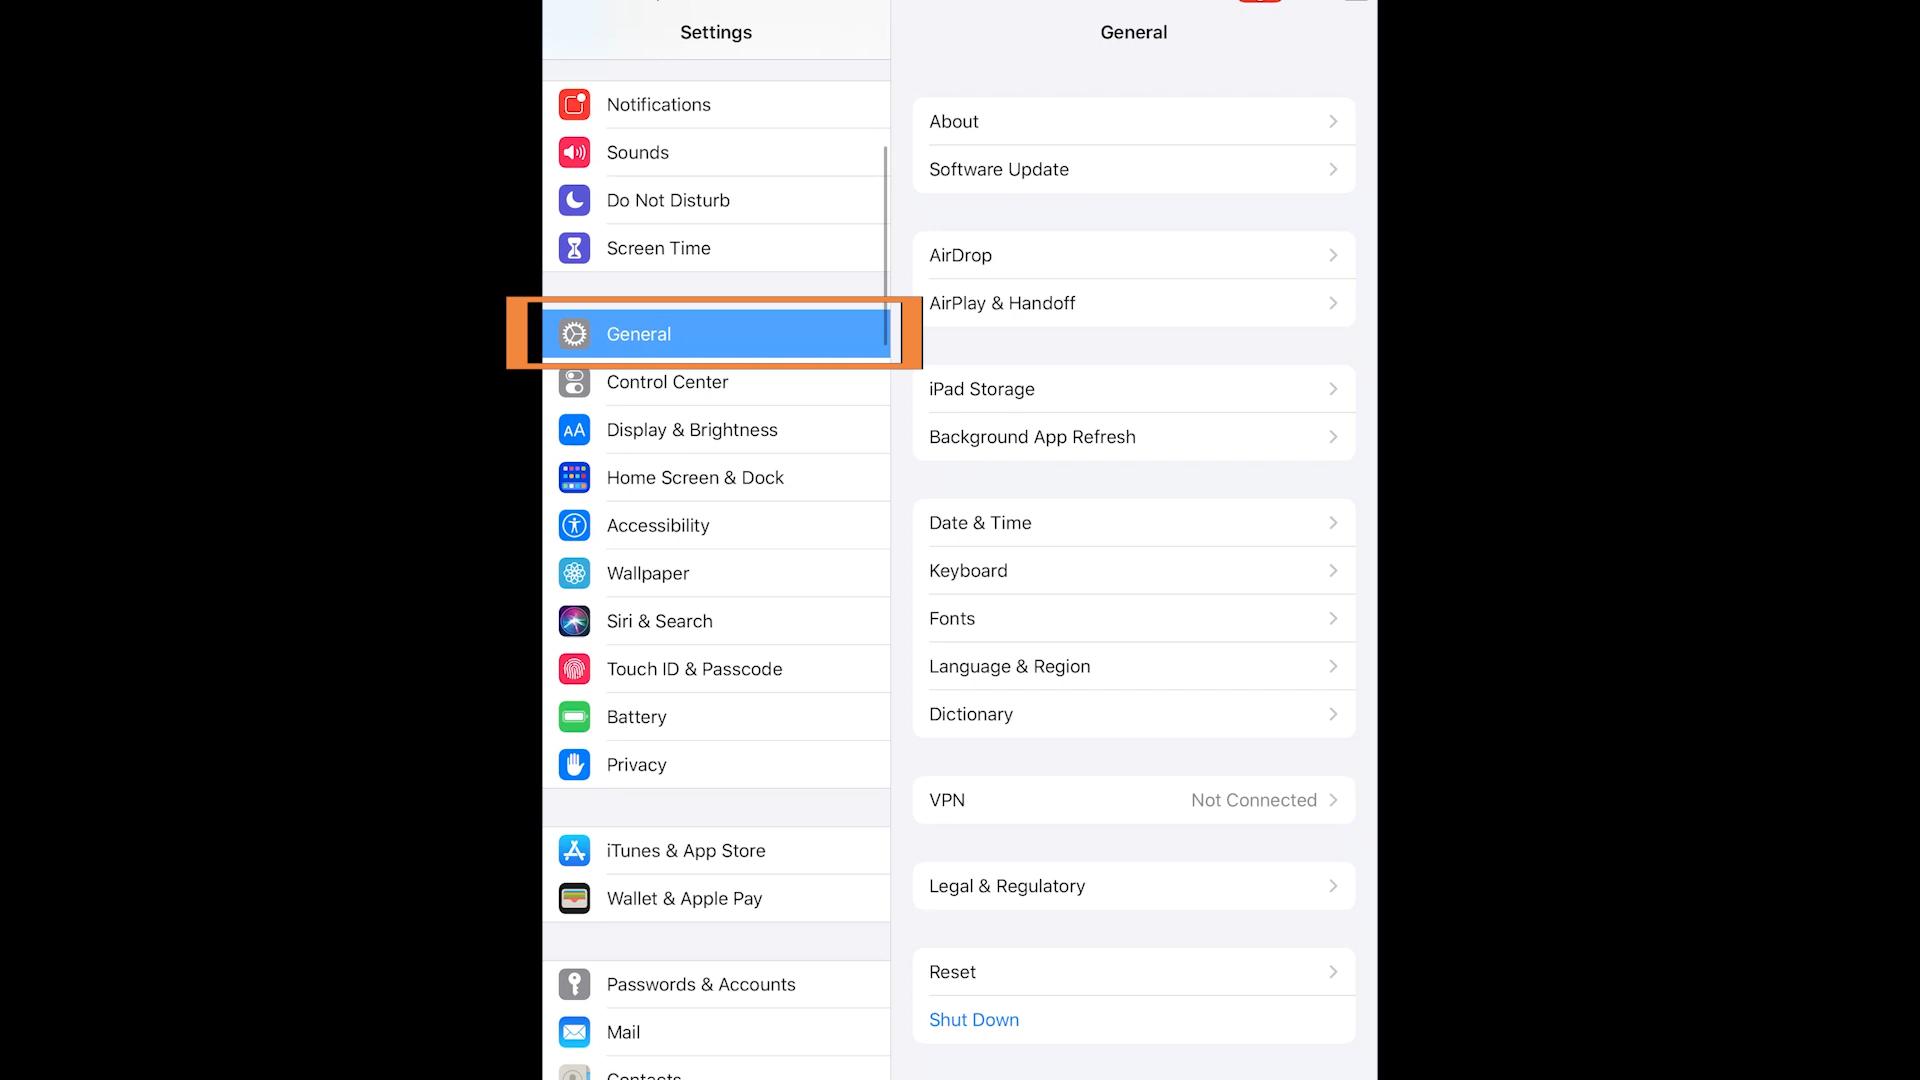 Settings
Notifications
Sounds
Do Not Disturb
Screen Time
General
Control Center
AA Display & Brightness
Home Screen & Dock
Accessibility
Wallpaper
Siri & Search
Touch ID & Passcode
Battery
Privacy
iTunes & App Store
Wallet & Apple Pay
Passwords & Accounts
Mail
Contacts
General
About
Software Update
AirDrop
AirPlay & Handoff
iPad Storage
Background App Refresh
Date & Time
Keyboard
Fonts
Language & Region
Dictionary
VPN Not Connected
Legal & Regulatory
Reset
Shut Down